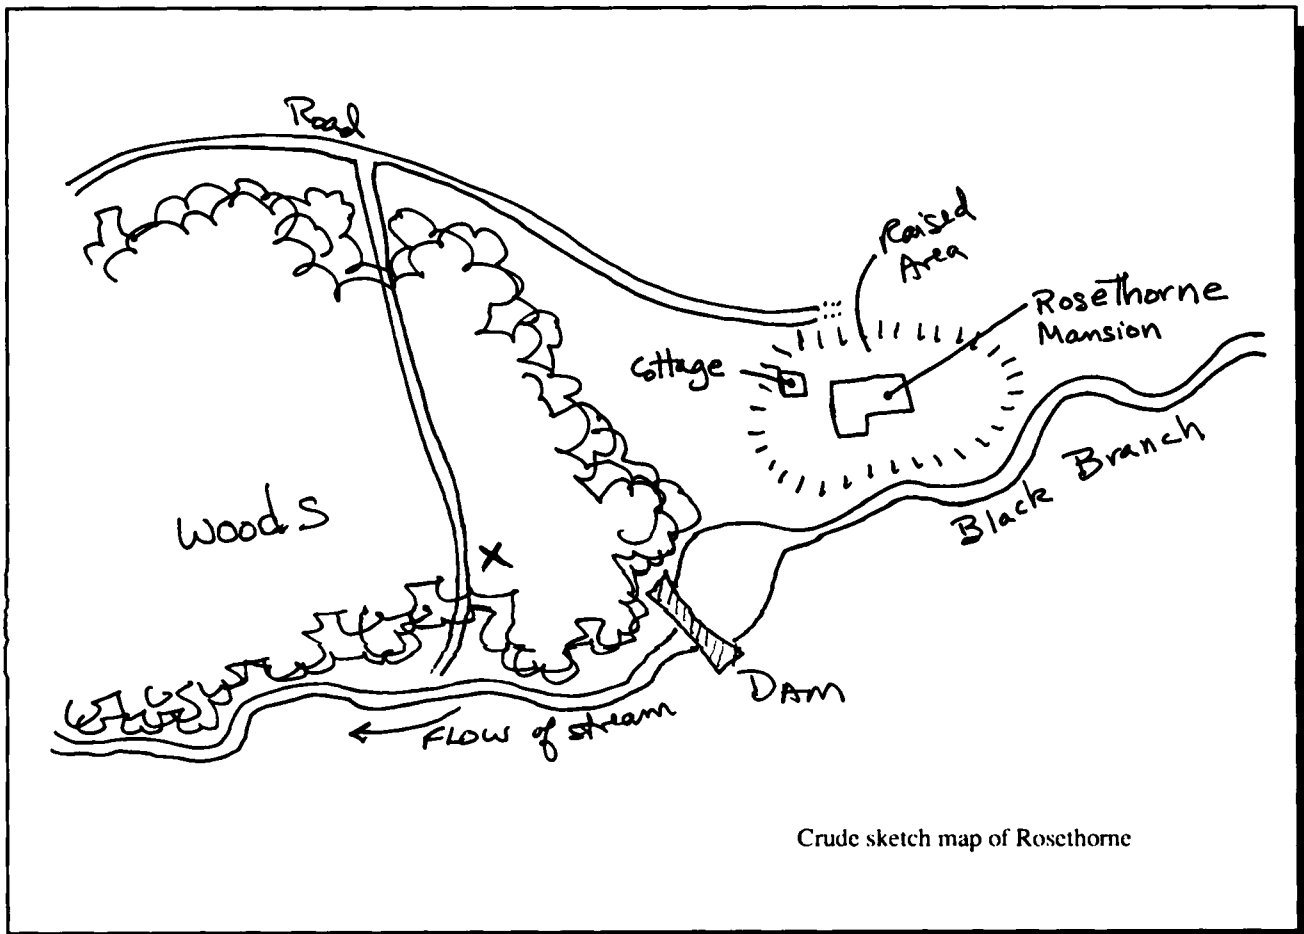 Road
Raised
Area
Rosethorne
Mansion
Cottage
Black Branch
Woods
X
DAM
FLOW of stream
Crude sketch map of Rosethorne